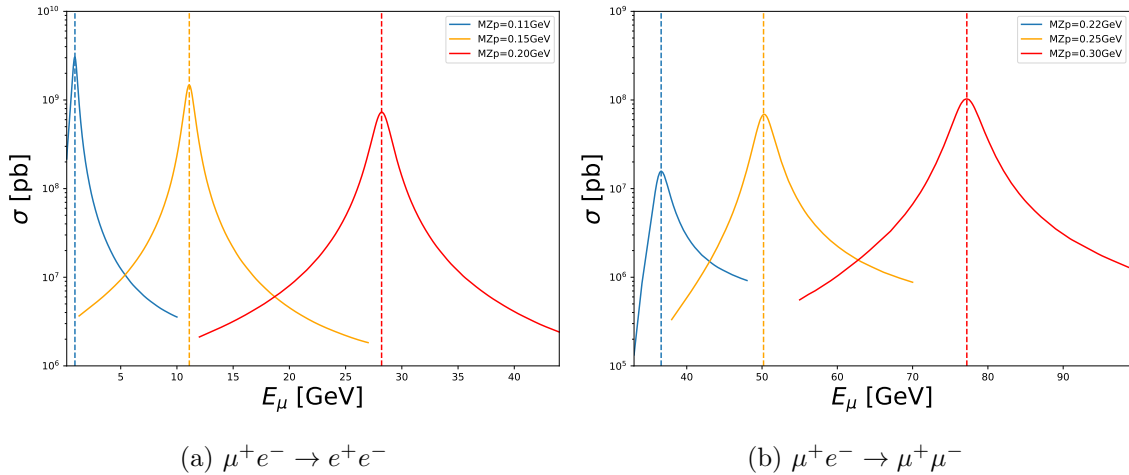 10^10
10^9
10^8
10^7
10^6
σ [pb]
5 10 15 20 25 30 35 40
E_μ [GeV]
MZp=0.11GeV
MZp=0.15GeV
MZp=0.20GeV
(a) μ⁺e⁻ → e⁺e⁻
10^9
10^8
10^7
10^6
10^5
σ [pb]
40 50 60 70 80 90
E_μ [GeV]
MZp=0.22GeV
MZp=0.25GeV
MZp=0.30GeV
(b) μ⁺e⁻ → μ⁺μ⁻